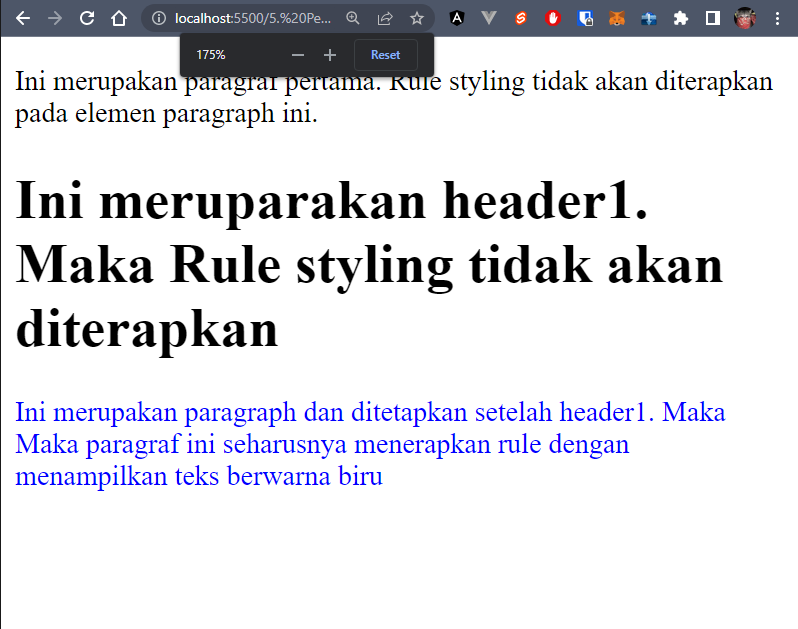 localhost:5500/5.%20Pe...
175%
Reset
Ini merupakan paragraf pertama. Rule styling tidak akan diterapkan
pada elemen paragraph ini.
Ini meruparakan header1.
Maka Rule styling tidak akan
diterapkan
Ini merupakan paragraph dan ditetapkan setelah header1. Maka
Maka paragraf ini seharusnya menerapkan rule dengan
menampilkan teks berwarna biru